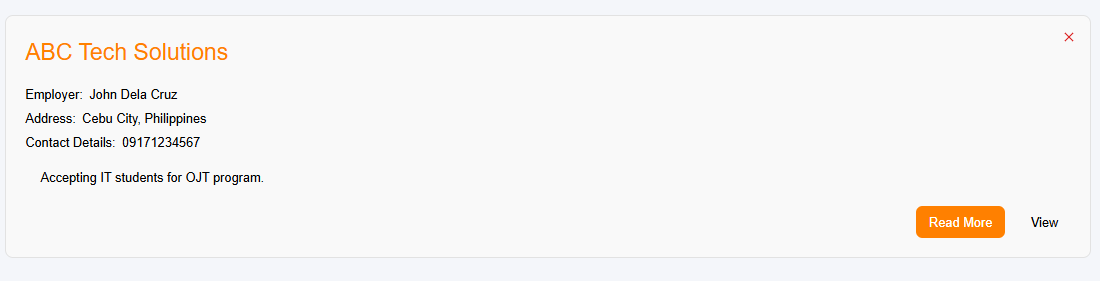 ABC Tech Solutions
Employer: John Dela Cruz
Address: Cebu City, Philippines
Contact Details: 09171234567
Accepting IT students for OJT program.
Read More View